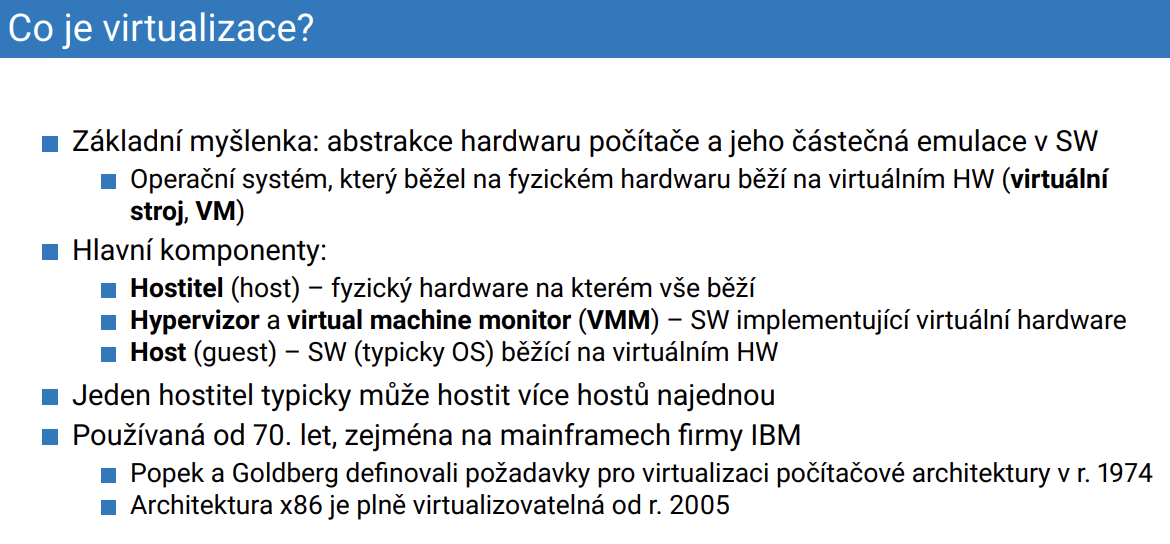 Co je virtualizace?
Základní myšlenka: abstrakce hardwaru počítače a jeho částečná emulace v SW
Operační systém, který běžel na fyzickém hardwaru běží na virtuálním HW (virtuální
stroj, VM)
Hlavní komponenty:
Hostitel (host) – fyzický hardware na kterém vše běží
Hypervizor a virtual machine monitor (VMM) – SW implementující virtuální hardware
Host (guest) – SW (typicky OS) běžící na virtuálním HW
Jeden hostitel typicky může hostit více hostů najednou
Používaná od 70. let, zejména na mainframech firmy IBM
Popek a Goldberg definovali požadavky pro virtualizaci počítačové architektury v r. 1974
Architektura x86 je plně virtualizovatelná od r. 2005